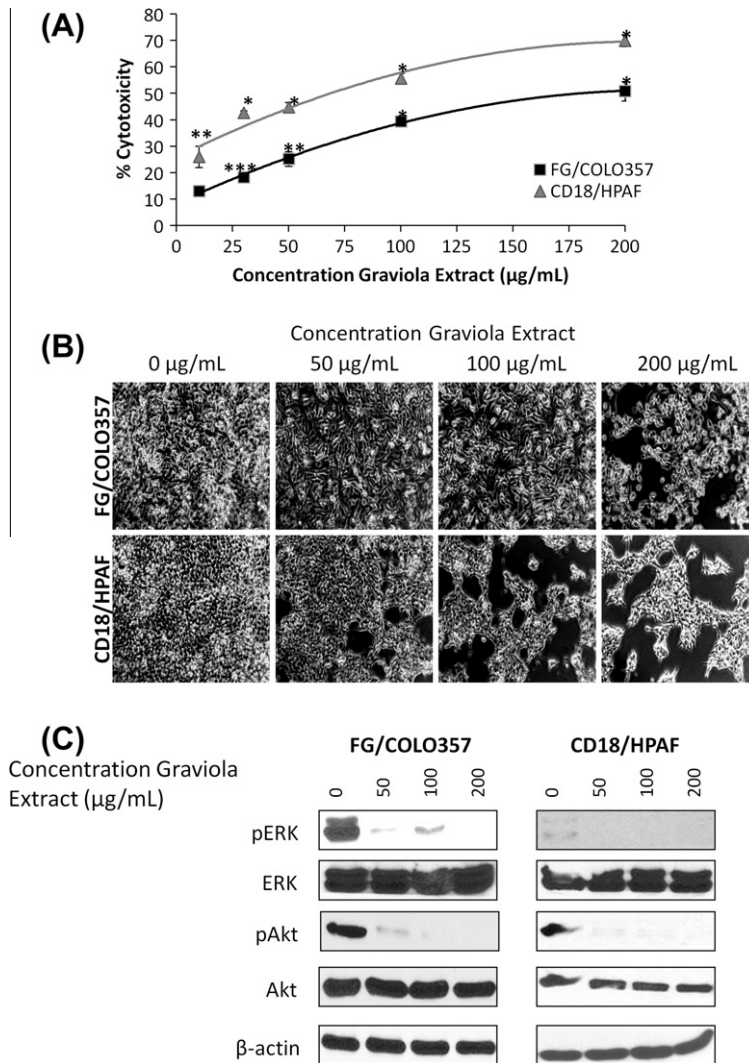 (A)
80
70
60
50
40
30
20
10
0
% Cytotoxicity
**
*
*
*
*
***
**
*
*
FG/COLO357
CD18/HPAF
0 25 50 75 100 125 150 175 200
Concentration Graviola Extract (µg/mL)
(B)
Concentration Graviola Extract
0 µg/mL 50 µg/mL 100 µg/mL 200 µg/mL
FG/COLO357
CD18/HPAF
(C)
FG/COLO357 CD18/HPAF
Concentration Graviola
Extract (µg/mL)
0 50 100 200 0 50 100 200
pERK
ERK
pAkt
Akt
β-actin